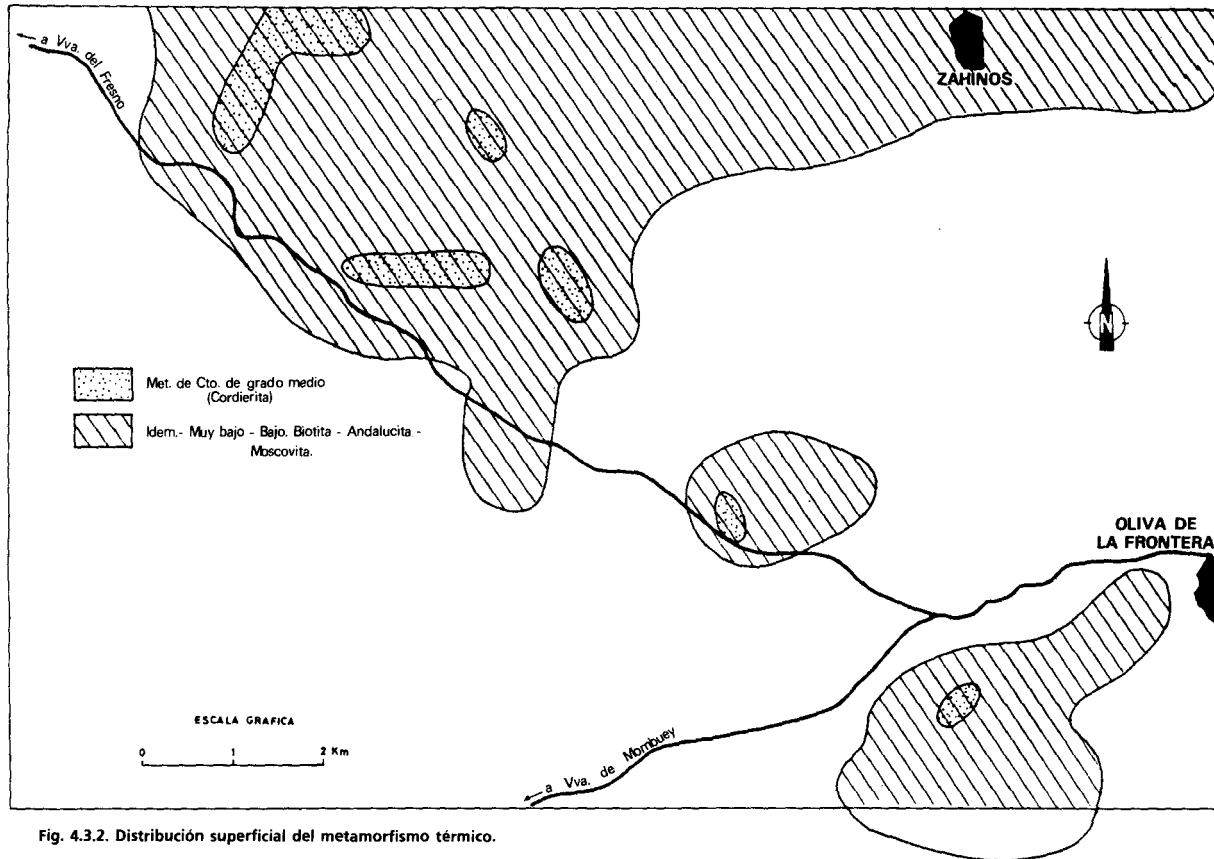 ← a Vva. del Fresno
ZAHINOS
N
Met. de Cto. de grado medio
(Cordierita)
Idem.- Muy bajo - Bajo. Biotita - Andalucita -
Moscovita.
OLIVA DE
LA FRONTERA
ESCALA GRAFICA
0 1 2 Km
← a Vva. de Mombuey
Fig. 4.3.2. Distribución superficial del metamorfismo térmico.